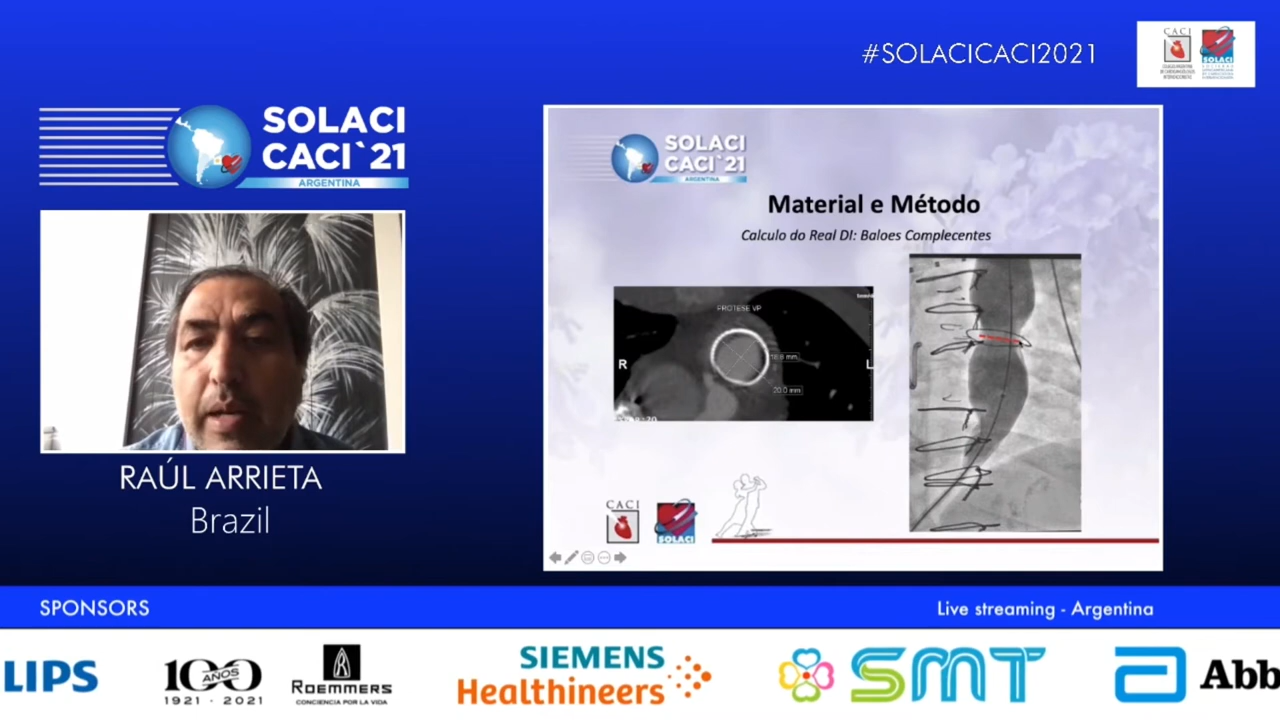 #SOLACICACI2021
CACI
SOLACI
SOLACI
CACI`21
ARGENTINA
RAÚL ARRIETA
Brazil
SOLACI
CACI`21
ARGENTINA
Material e Método
Calculo do Real DI: Baloes Complecentes
PROTESE VP
R
L
20.0 mm
CACI
SOLACI
SPONSORS
Live streaming - Argentina
LIPS
100
AÑOS
1921 - 2021
ROEMMERS
CONCIENCIA POR LA VIDA
SIEMENS
Healthineers
SMT
Abb